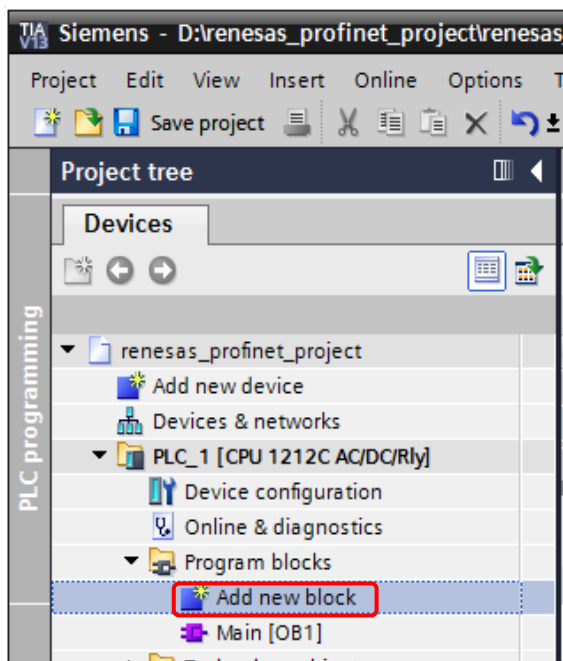 TIA V13 Siemens - D:\renesas_profinet_project\renesas
Project Edit View Insert Online Options T
Save project
Project tree
Devices
PLC programming
renesas_profinet_project
Add new device
Devices & networks
PLC_1 [CPU 1212C AC/DC/Rly]
Device configuration
Online & diagnostics
Program blocks
Add new block
Main [OB1]